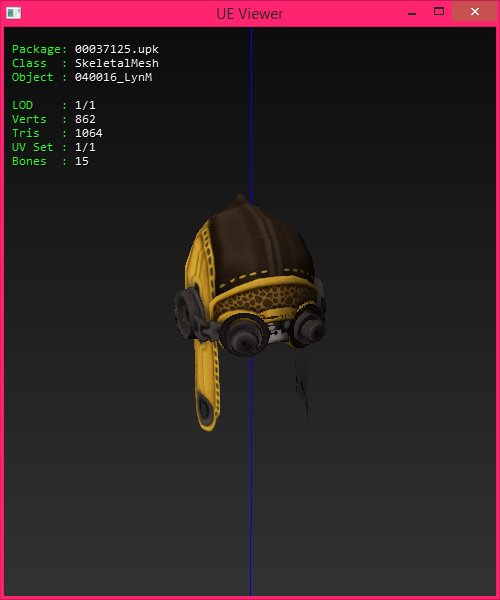 UE Viewer
Package: 00037125.upk
Class  : SkeletalMesh
Object : 040016_LynM
LOD    : 1/1
Verts  : 862
Tris   : 1064
UV Set : 1/1
Bones  : 15